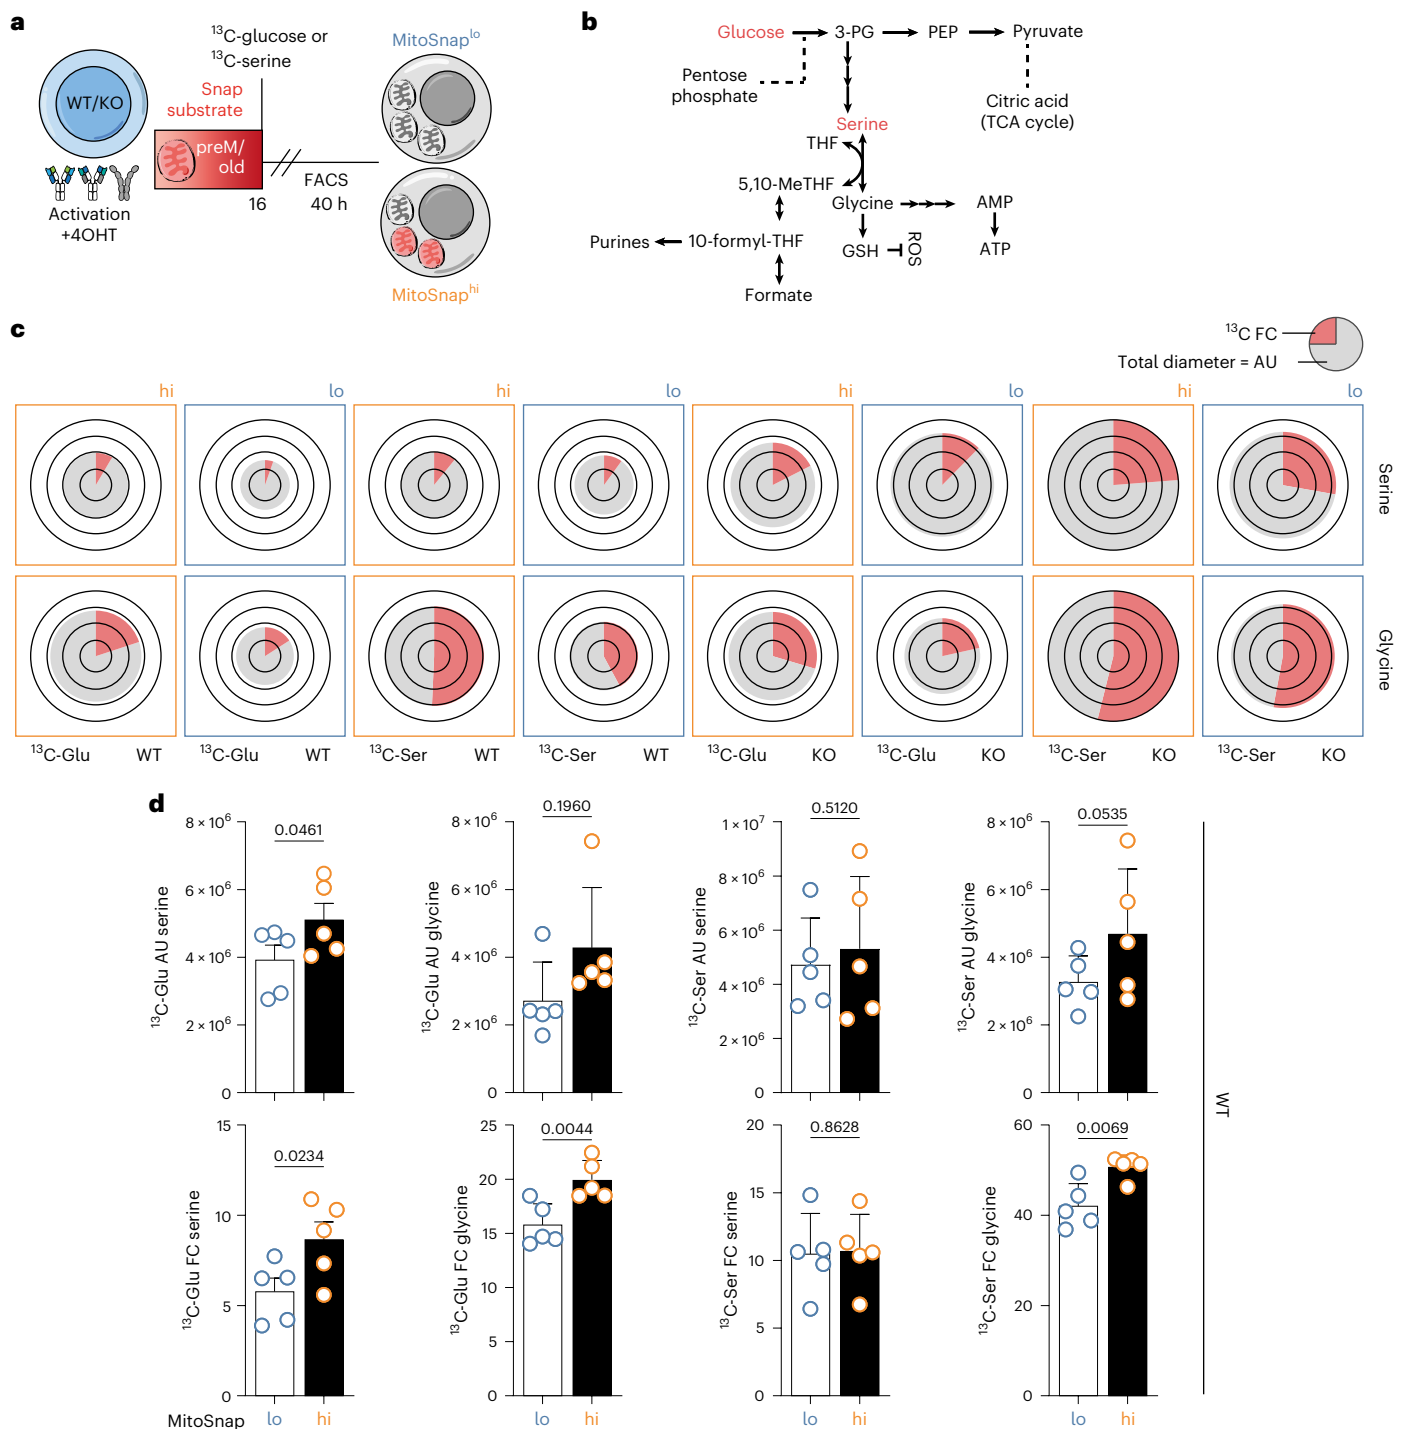 a
¹³C-glucose or
¹³C-serine
Snap
substrate
WT/KO
preM/
old
16
FACS
40 h
Activation
+4OHT
MitoSnapˡᵒ
MitoSnapʰⁱ
b
Glucose
3-PG
PEP
Pyruvate
Pentose
phosphate
Citric acid
(TCA cycle)
Serine
THF
5,10-MeTHF
Glycine
AMP
Purines
10-formyl-THF
GSH
ROS
ATP
Formate
c
¹³C FC
Total diameter = AU
hi
lo
hi
lo
hi
lo
hi
lo
Serine
Glycine
¹³C-Glu WT
¹³C-Glu WT
¹³C-Ser WT
¹³C-Ser WT
¹³C-Glu KO
¹³C-Glu KO
¹³C-Ser KO
¹³C-Ser KO
d
¹³C-Glu AU serine
8 × 10⁶
6 × 10⁶
4 × 10⁶
2 × 10⁶
0
0.0461
¹³C-Glu AU glycine
8 × 10⁶
6 × 10⁶
4 × 10⁶
2 × 10⁶
0
0.1960
¹³C-Ser AU serine
1 × 10⁷
8 × 10⁶
6 × 10⁶
4 × 10⁶
2 × 10⁶
0
0.5120
¹³C-Ser AU glycine
8 × 10⁶
6 × 10⁶
4 × 10⁶
2 × 10⁶
0
0.0535
WT
¹³C-Glu FC serine
15
10
5
0
0.0234
¹³C-Glu FC glycine
25
20
15
10
5
0
0.0044
¹³C-Ser FC serine
20
15
10
5
0
0.8628
¹³C-Ser FC glycine
60
40
20
0
0.0069
MitoSnap
lo hi
lo hi
lo hi
lo hi